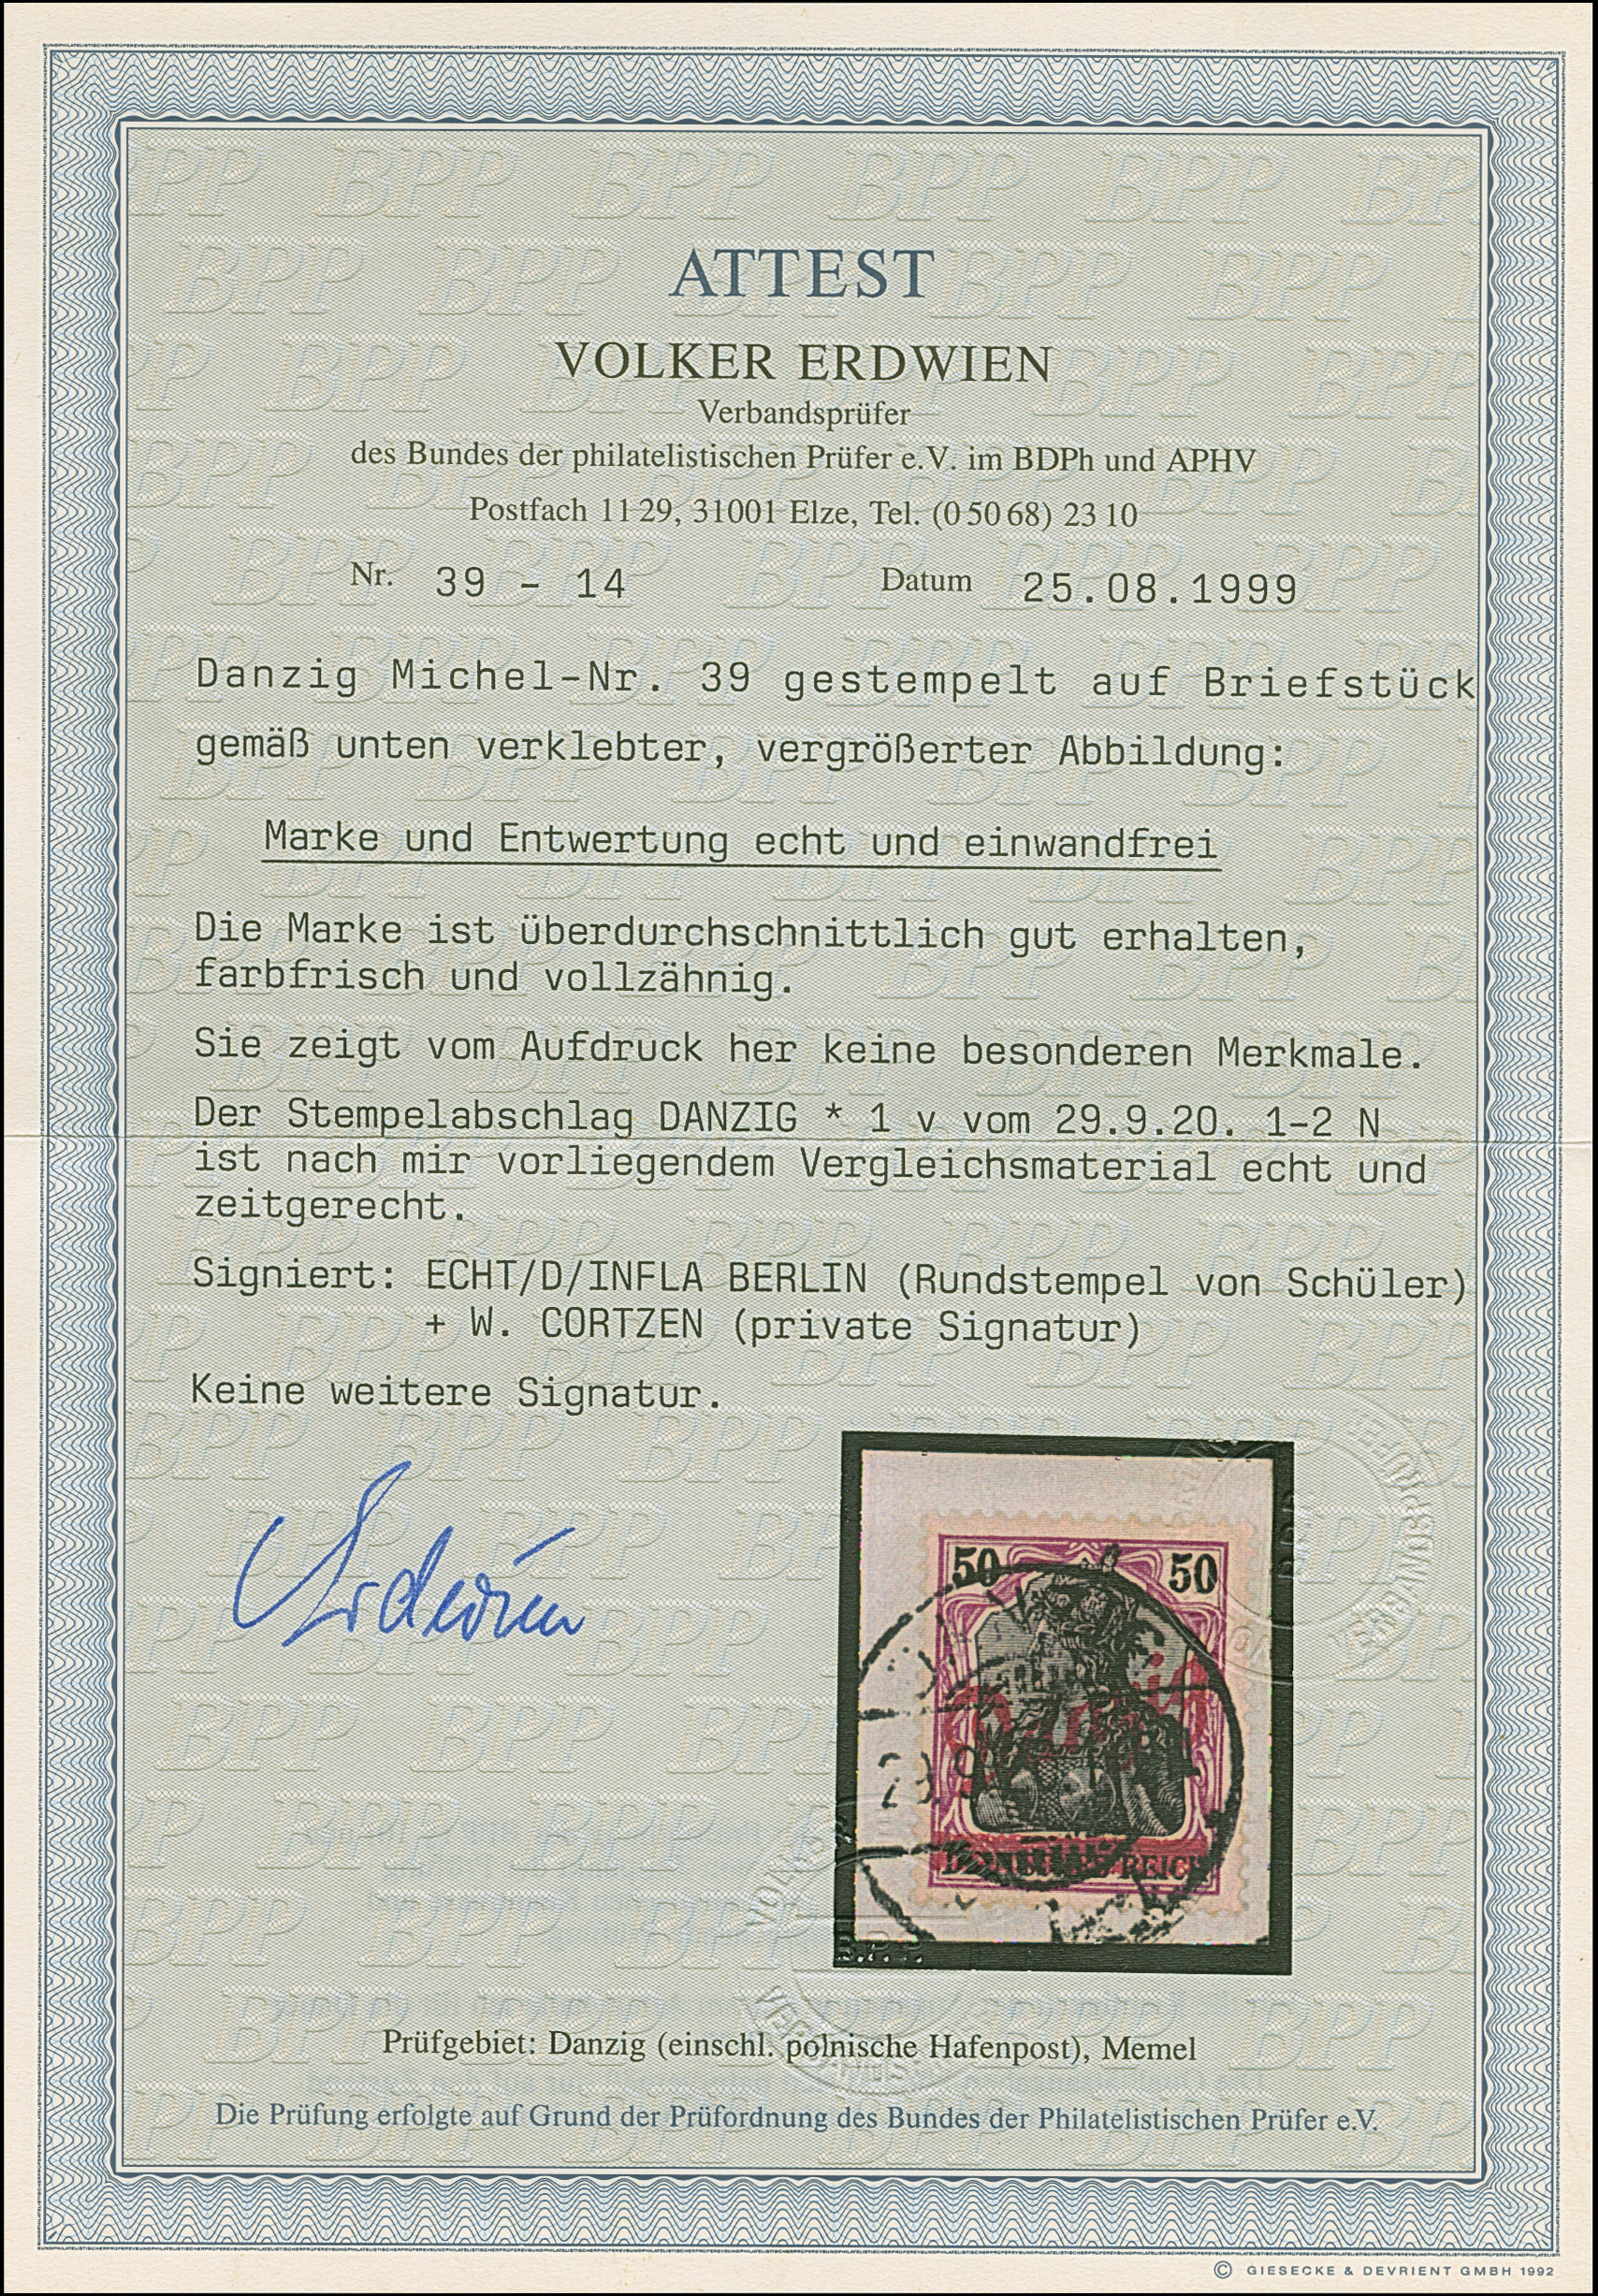 ATTEST
VOLKER ERDWIEN
Verbandsprüfer
des Bundes der philatelistischen Prüfer e.V. im BDPh und APHV
Postfach 11 29, 31001 Elze, Tel. (0 50 68) 23 10
Nr. 39 - 14 Datum 25.08.1999
Danzig Michel-Nr. 39 gestempelt auf Briefstück
gemäß unten verklebter, vergrößerter Abbildung:
Marke und Entwertung echt und einwandfrei
Die Marke ist überdurchschnittlich gut erhalten,
farbfrisch und vollzähnig.
Sie zeigt vom Aufdruck her keine besonderen Merkmale.
Der Stempelabschlag DANZIG * 1 v vom 29.9.20. 1-2 N
ist nach mir vorliegendem Vergleichsmaterial echt und
zeitgerecht.
Signiert: ECHT/D/INFLA BERLIN (Rundstempel von Schüler)
+ W. CORTZEN (private Signatur)
Keine weitere Signatur.
Erdwien
50 50
Danzig
REICH
B.P.P.
Prüfgebiet: Danzig (einschl. polnische Hafenpost), Memel
Die Prüfung erfolgte auf Grund der Prüfordnung des Bundes der Philatelistischen Prüfer e.V.
© GIESECKE & DEVRIENT GMBH 1992